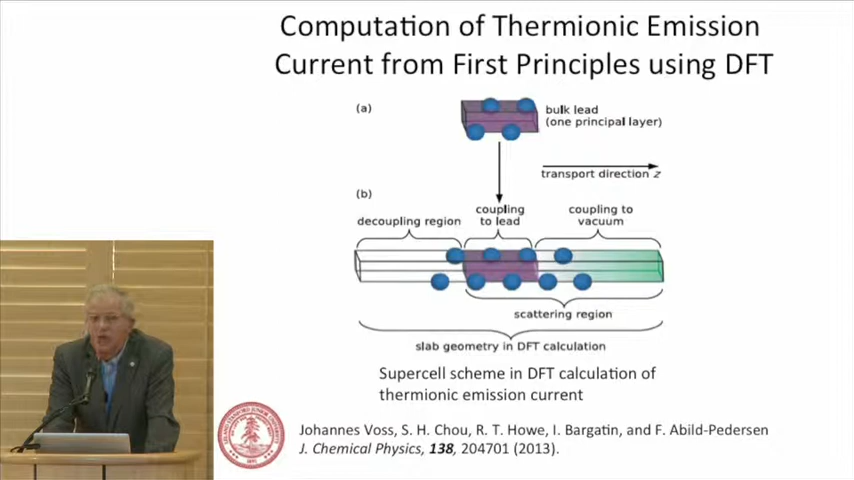 Computation of Thermionic Emission
Current from First Principles using DFT
(a)
bulk lead
(one principal layer)
transport direction z
(b)
decoupling region
coupling
to lead
coupling to
vacuum
scattering region
slab geometry in DFT calculation
Supercell scheme in DFT calculation of
thermionic emission current
Johannes Voss, S. H. Chou, R. T. Howe, I. Bargatin, and F. Abild-Pedersen
J. Chemical Physics, 138, 204701 (2013).